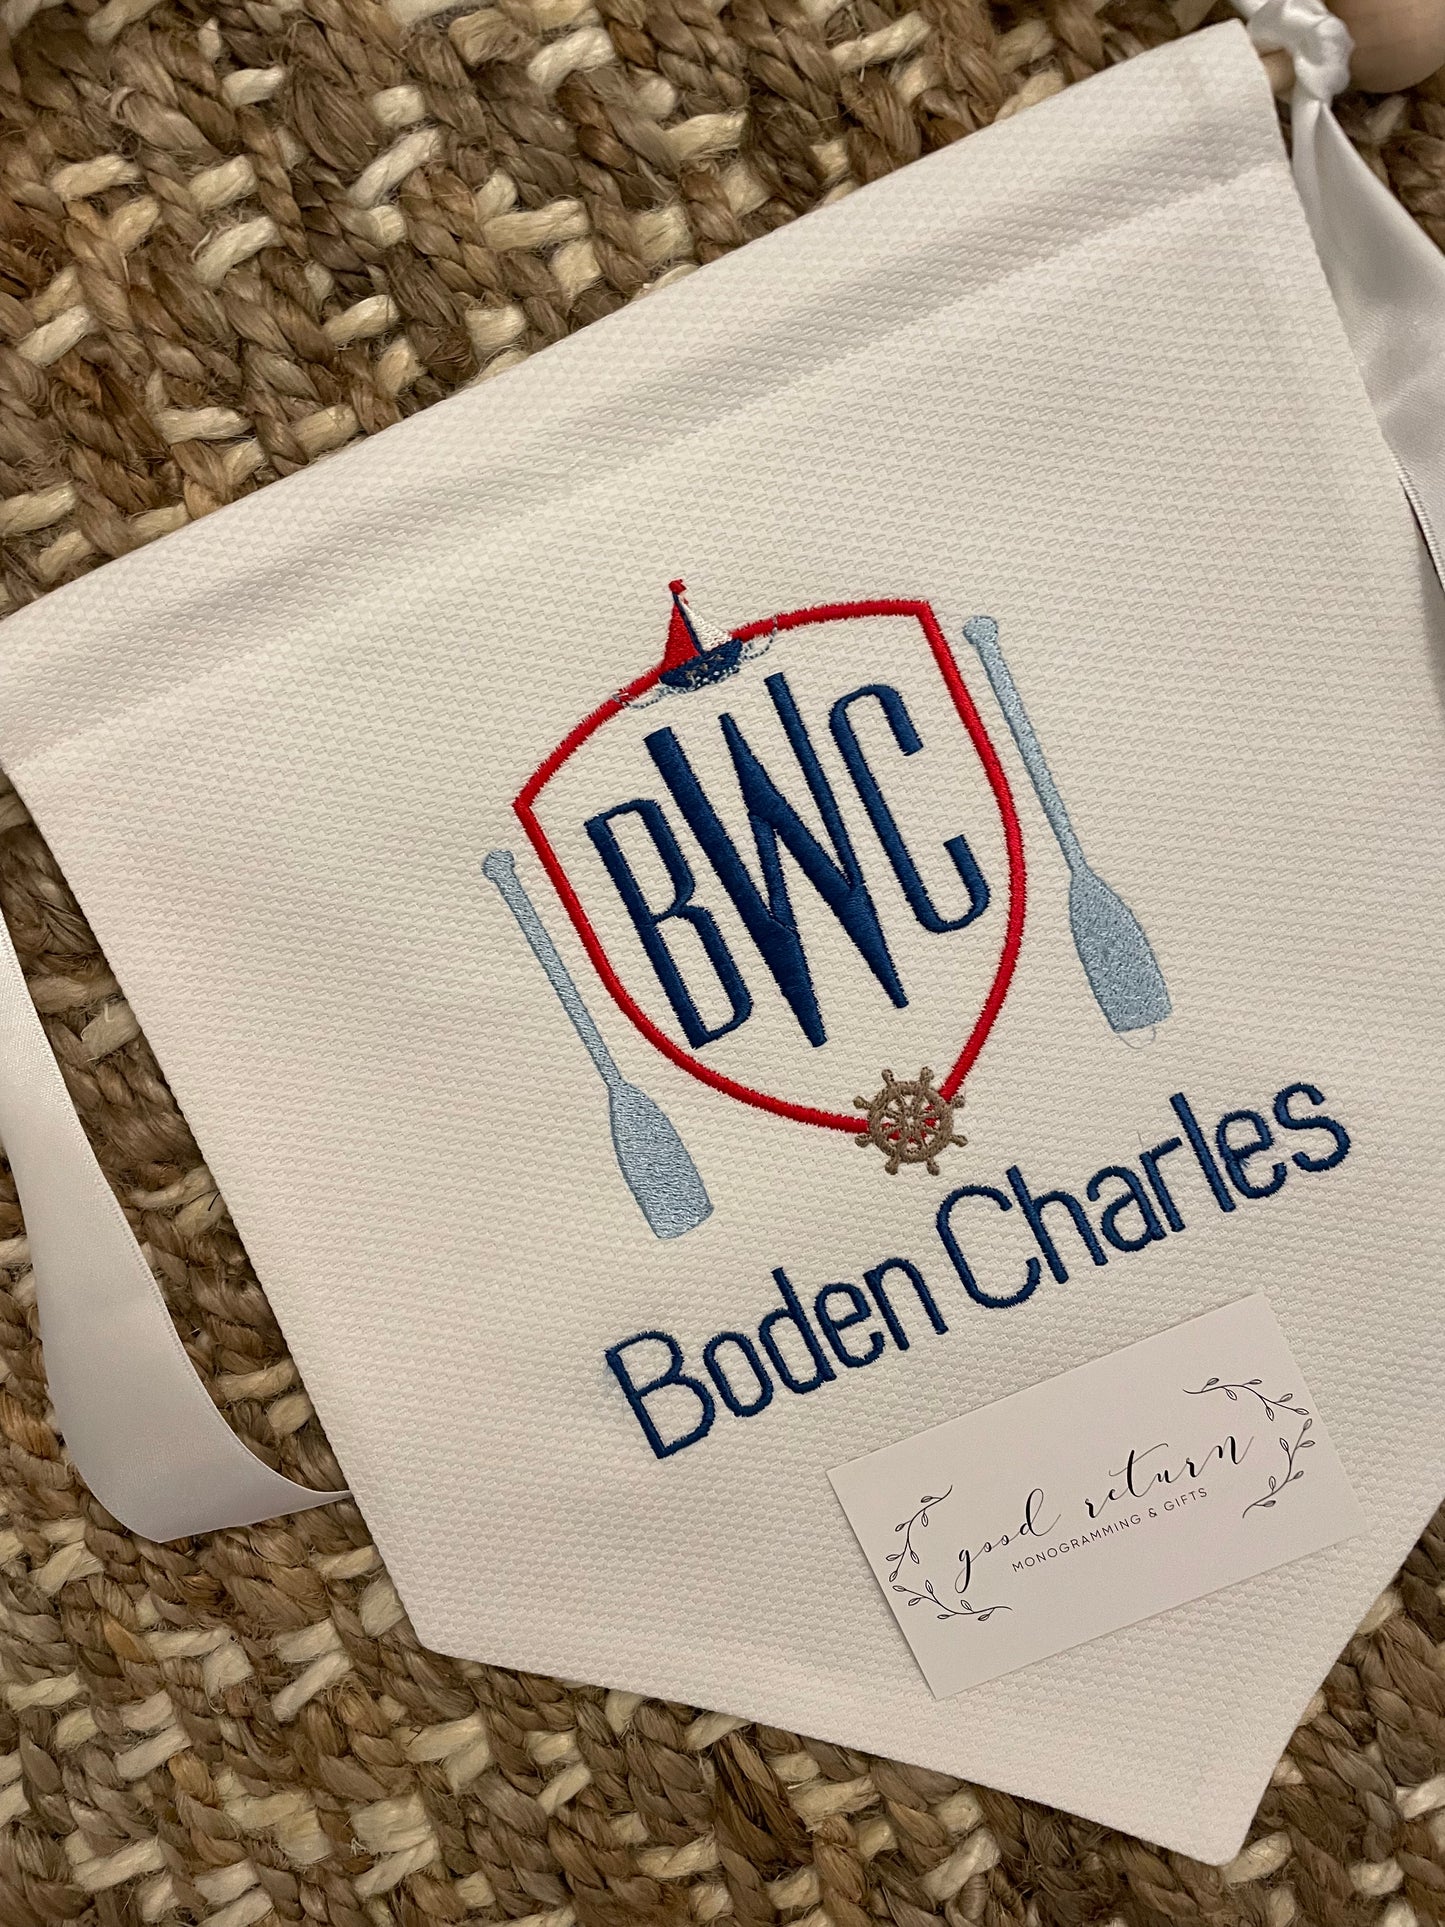 BWC
Boden Charles
good return
MONOGRAMMING & GIFTS